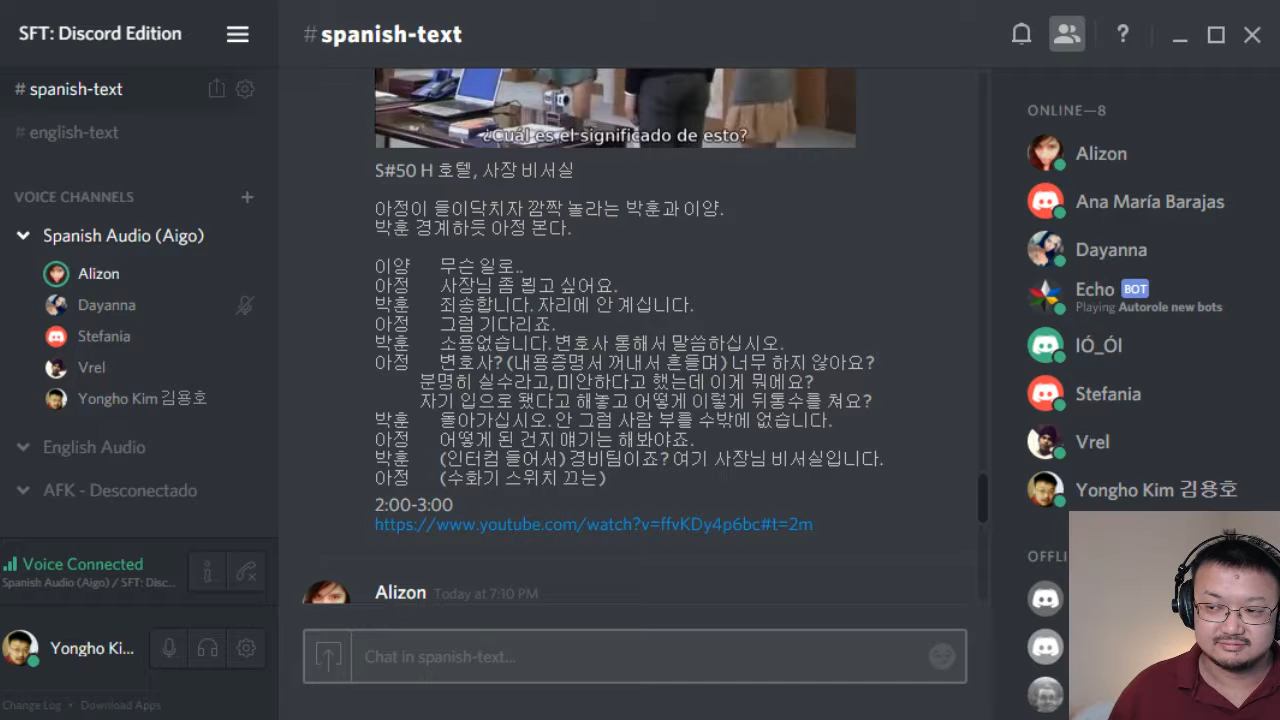 SFT: Discord Edition
# spanish-text
# english-text
VOICE CHANNELS
Spanish Audio (Aigo)
Alizon
Dayanna
Stefania
Vrel
Yongho Kim 김용호
English Audio
AFK - Desconectado
Voice Connected
Spanish Audio (Aigo) / SFT: Disc...
Yongho Ki...
Change Log • Download Apps
# spanish-text
¿Cuál es el significado de esto?
S#50 H 호텔, 사장 비서실
아정이 들이닥치자 깜짝 놀라는 박훈과 이양.
박훈 경계하듯 아정 본다.
이양 무슨 일로..
아정 사장님 좀 뵙고 싶어요.
박훈 죄송합니다. 자리에 안 계십니다.
아정 그럼 기다리죠.
박훈 소용없습니다. 변호사 통해서 말씀하십시오.
아정 변호사? (내용증명서 꺼내서 흔들며) 너무 하지 않아요?
분명히 실수라고, 미안하다고 했는데 이게 뭐에요?
자기 입으로 됐다고 해놓고 어떻게 이렇게 뒤통수를 쳐요?
박훈 돌아가십시오. 안 그럼 사람 부를 수밖에 없습니다.
아정 어떻게 된 건지 얘기는 해봐야죠.
박훈 (인터컴 들어서) 경비팀이죠? 여기 사장님 비서실입니다.
아정 (수화기 스위치 끄는)
2:00-3:00
https://www.youtube.com/watch?v=ffvKDy4p6bc#t=2m
Alizon Today at 7:10 PM
Chat in spanish-text...
ONLINE—8
Alizon
Ana María Barajas
Dayanna
Echo BOT
Playing Autorole new bots
IÓ_ÓI
Stefania
Vrel
Yongho Kim 김용호
OFFLI